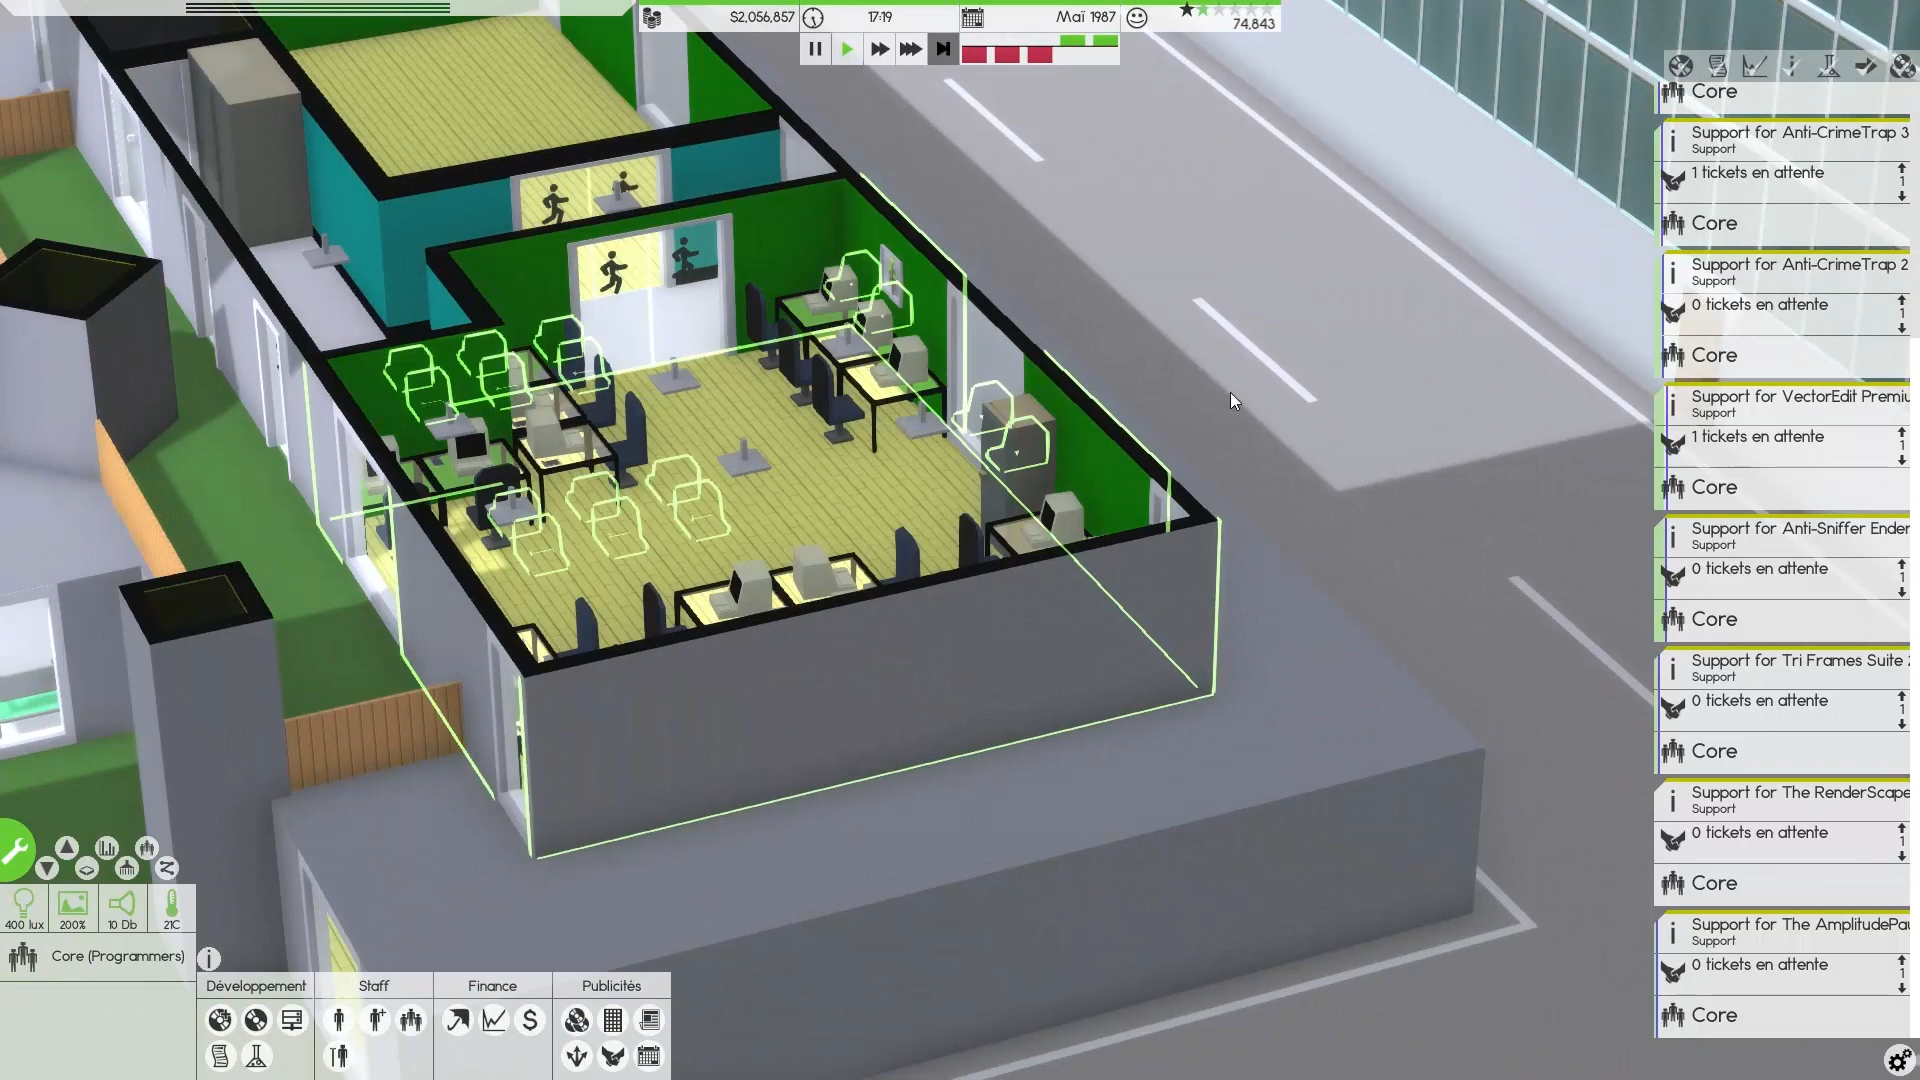 $2,056,857
17:19
Maï 1987
74,843
Core
Support for Anti-CrimeTrap 3
Support
1 tickets en attente
1
Core
Support for Anti-CrimeTrap 2
Support
0 tickets en attente
1
Core
Support for VectorEdit Premiu
Support
1 tickets en attente
1
Core
Support for Anti-Sniffer Ender
Support
0 tickets en attente
1
Core
Support for Tri Frames Suite 2
Support
0 tickets en attente
1
Core
Support for The RenderScape
Support
0 tickets en attente
1
Core
Support for The AmplitudePau
Support
0 tickets en attente
1
Core
400 lux
200%
10 Db
21C
Core (Programmers)
Développement
Staff
Finance
Publicités